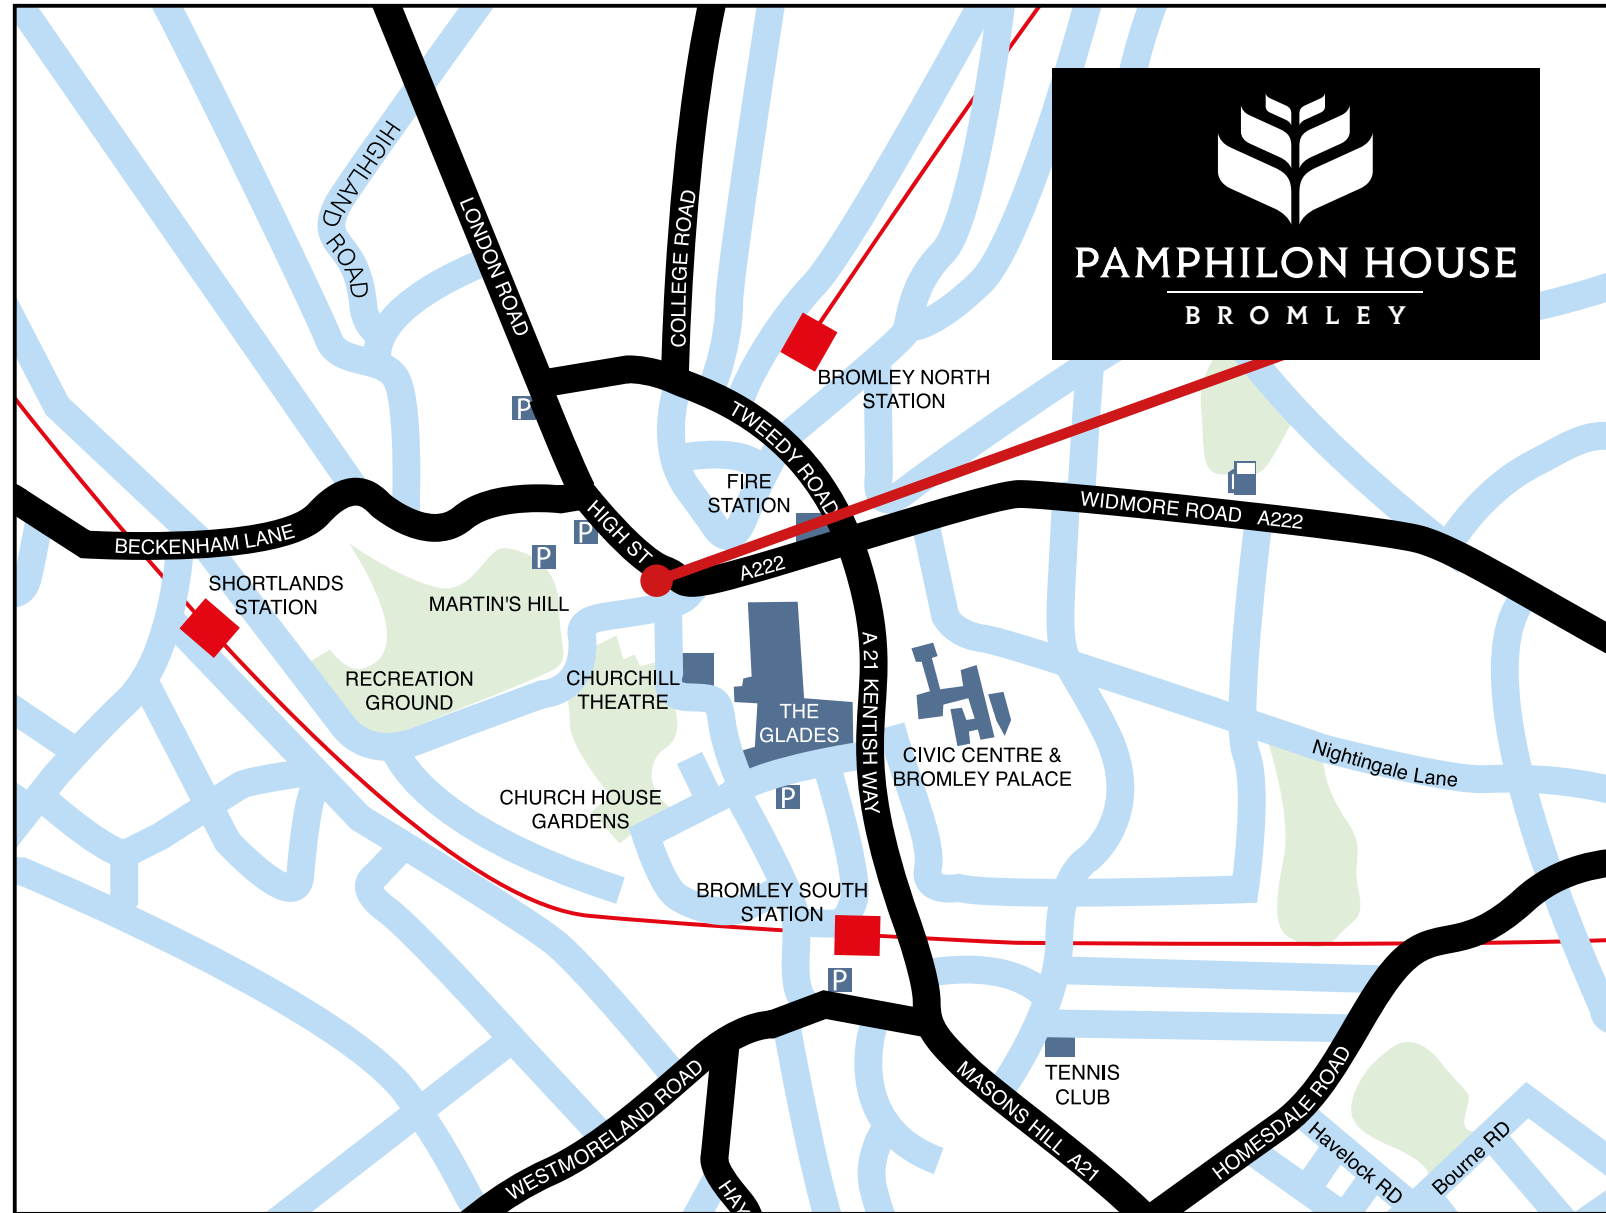 HIGHLAND ROAD
LONDON ROAD
COLLEGE ROAD
PAMPHILON HOUSE
BROMLEY
BROMLEY NORTH
STATION
P
TWEEDY ROAD
FIRE
STATION
WIDMORE ROAD A222
HIGH ST
P
P
BECKENHAM LANE
A222
SHORTLANDS
STATION
MARTIN'S HILL
RECREATION
GROUND
CHURCHILL
THEATRE
THE
GLADES
A 21 KENTISH WAY
CIVIC CENTRE &
BROMLEY PALACE
Nightingale Lane
CHURCH HOUSE
GARDENS
P
BROMLEY SOUTH
STATION
P
WESTMORELAND ROAD
HAY
MASONS HILL A21
TENNIS
CLUB
HOMESDALE ROAD
Havelock RD
Bourne RD